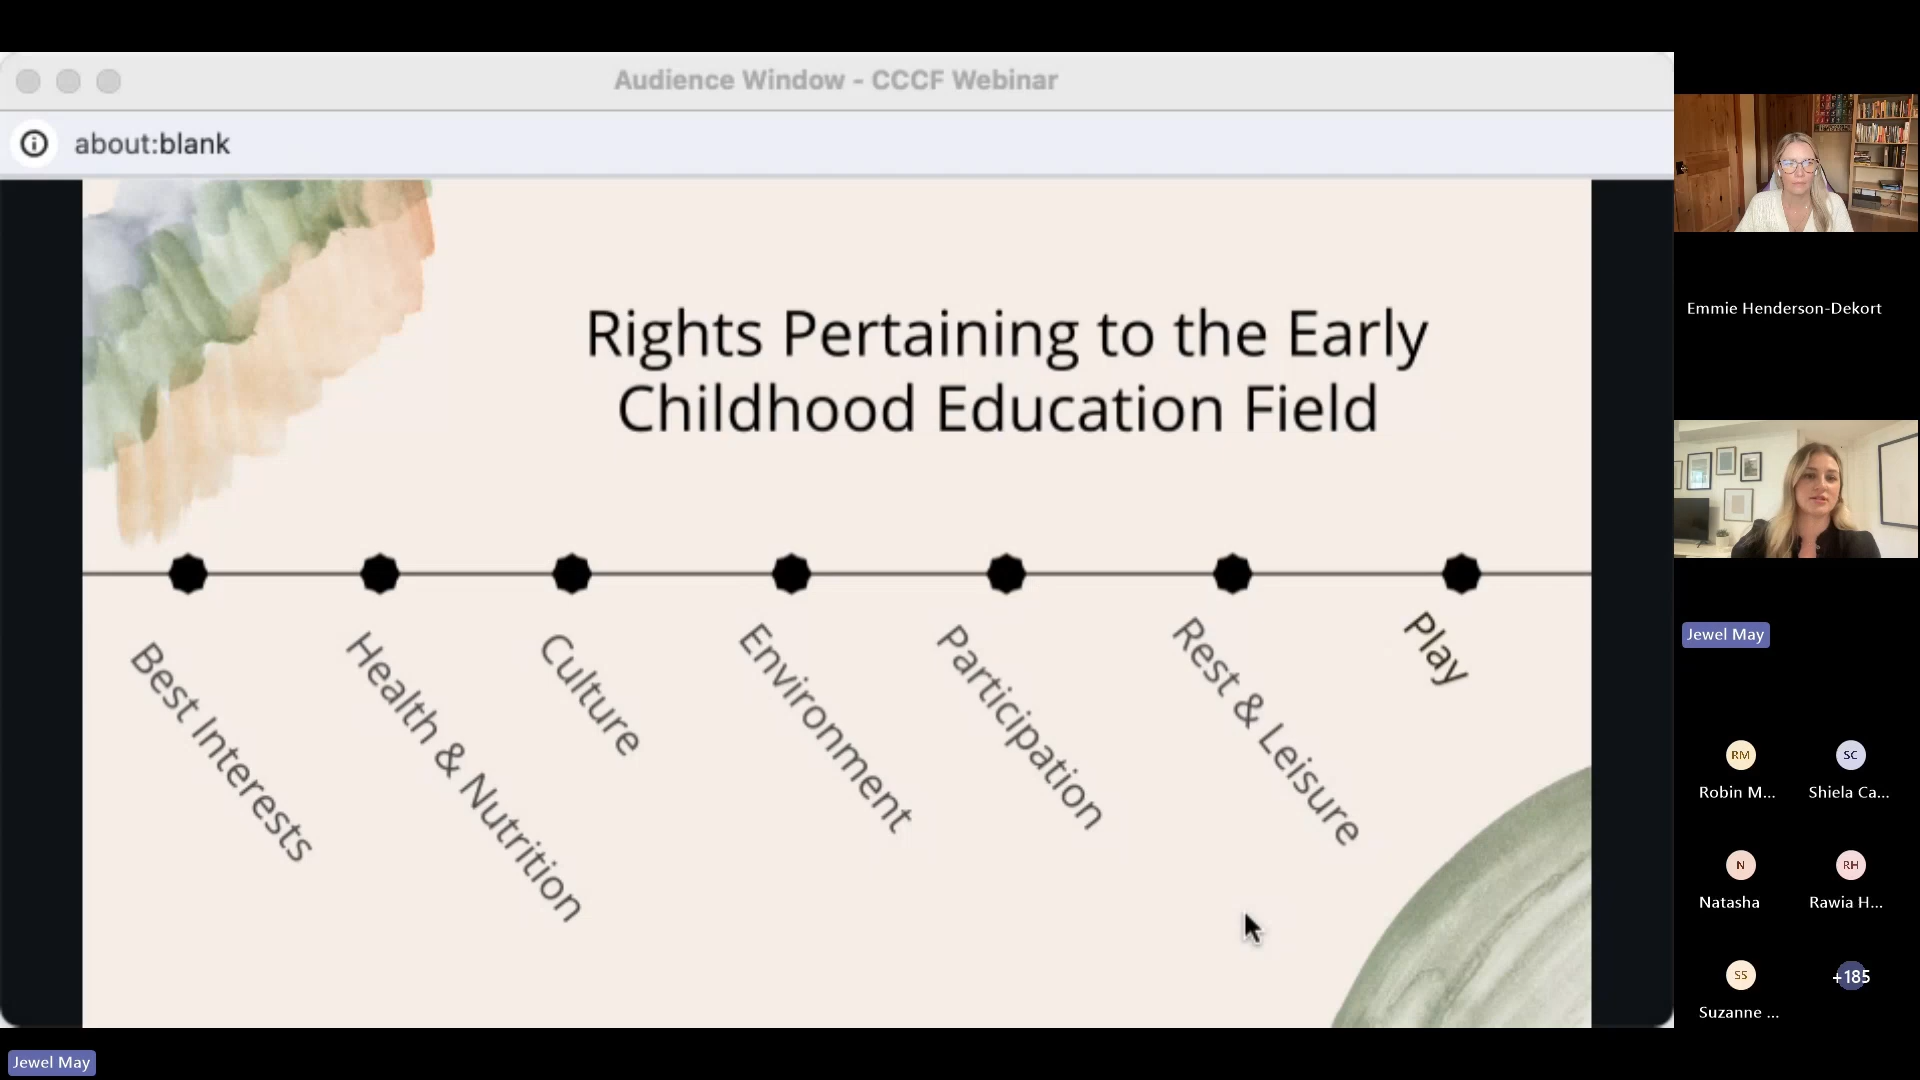 Audience Window - CCCF Webinar
about:blank
Rights Pertaining to the Early
Childhood Education Field
Best Interests
Health & Nutrition
Culture
Environment
Participation
Rest & Leisure
Play
Emmie Henderson-Dekort
Jewel May
RM
Robin M...
SC
Shiela Ca...
N
Natasha
RH
Rawia H...
SS
Suzanne ...
+185
Jewel May